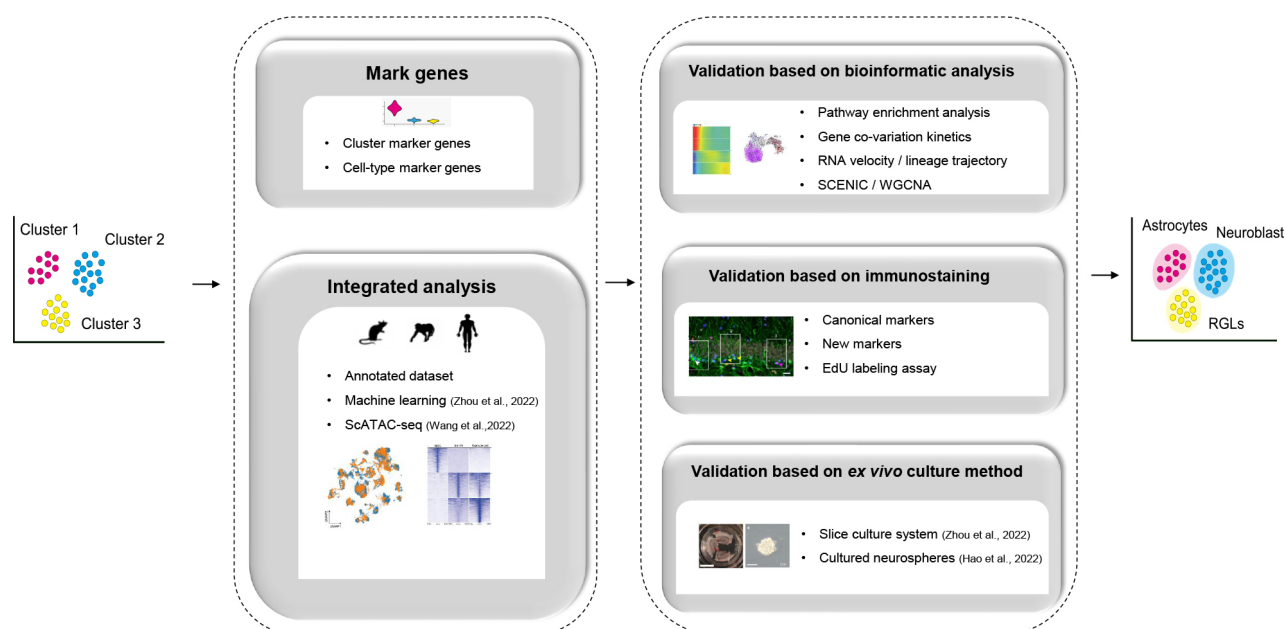 Cluster 1
Cluster 2
Cluster 3
Mark genes
• Cluster marker genes
• Cell-type marker genes
Integrated analysis
• Annotated dataset
• Machine learning (Zhou et al., 2022)
• ScATAC-seq (Wang et al.,2022)
Validation based on bioinformatic analysis
• Pathway enrichment analysis
• Gene co-variation kinetics
• RNA velocity / lineage trajectory
• SCENIC / WGCNA
Validation based on immunostaining
• Canonical markers
• New markers
• EdU labeling assay
Validation based on ex vivo culture method
• Slice culture system (Zhou et al., 2022)
• Cultured neurospheres (Hao et al., 2022)
Astrocytes
Neuroblast
RGLs